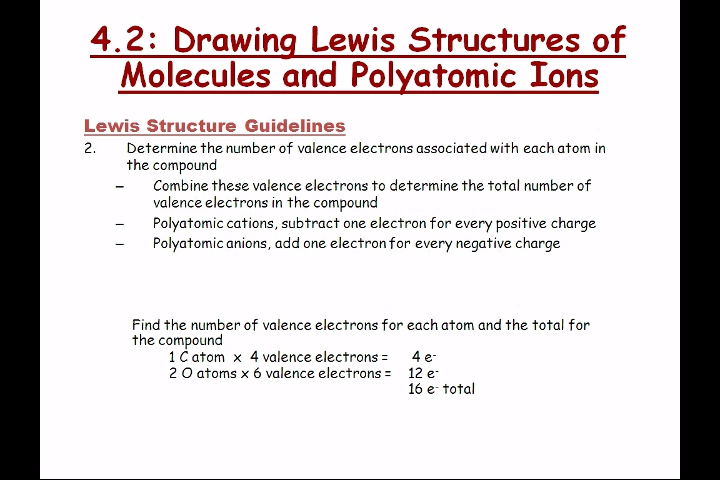 4.2: Drawing Lewis Structures of
Molecules and Polyatomic Ions
Lewis Structure Guidelines
2. Determine the number of valence electrons associated with each atom in
the compound
– Combine these valence electrons to determine the total number of
valence electrons in the compound
– Polyatomic cations, subtract one electron for every positive charge
– Polyatomic anions, add one electron for every negative charge
Find the number of valence electrons for each atom and the total for
the compound
1 C atom x 4 valence electrons = 4 e⁻
2 O atoms x 6 valence electrons = 12 e⁻
16 e⁻ total